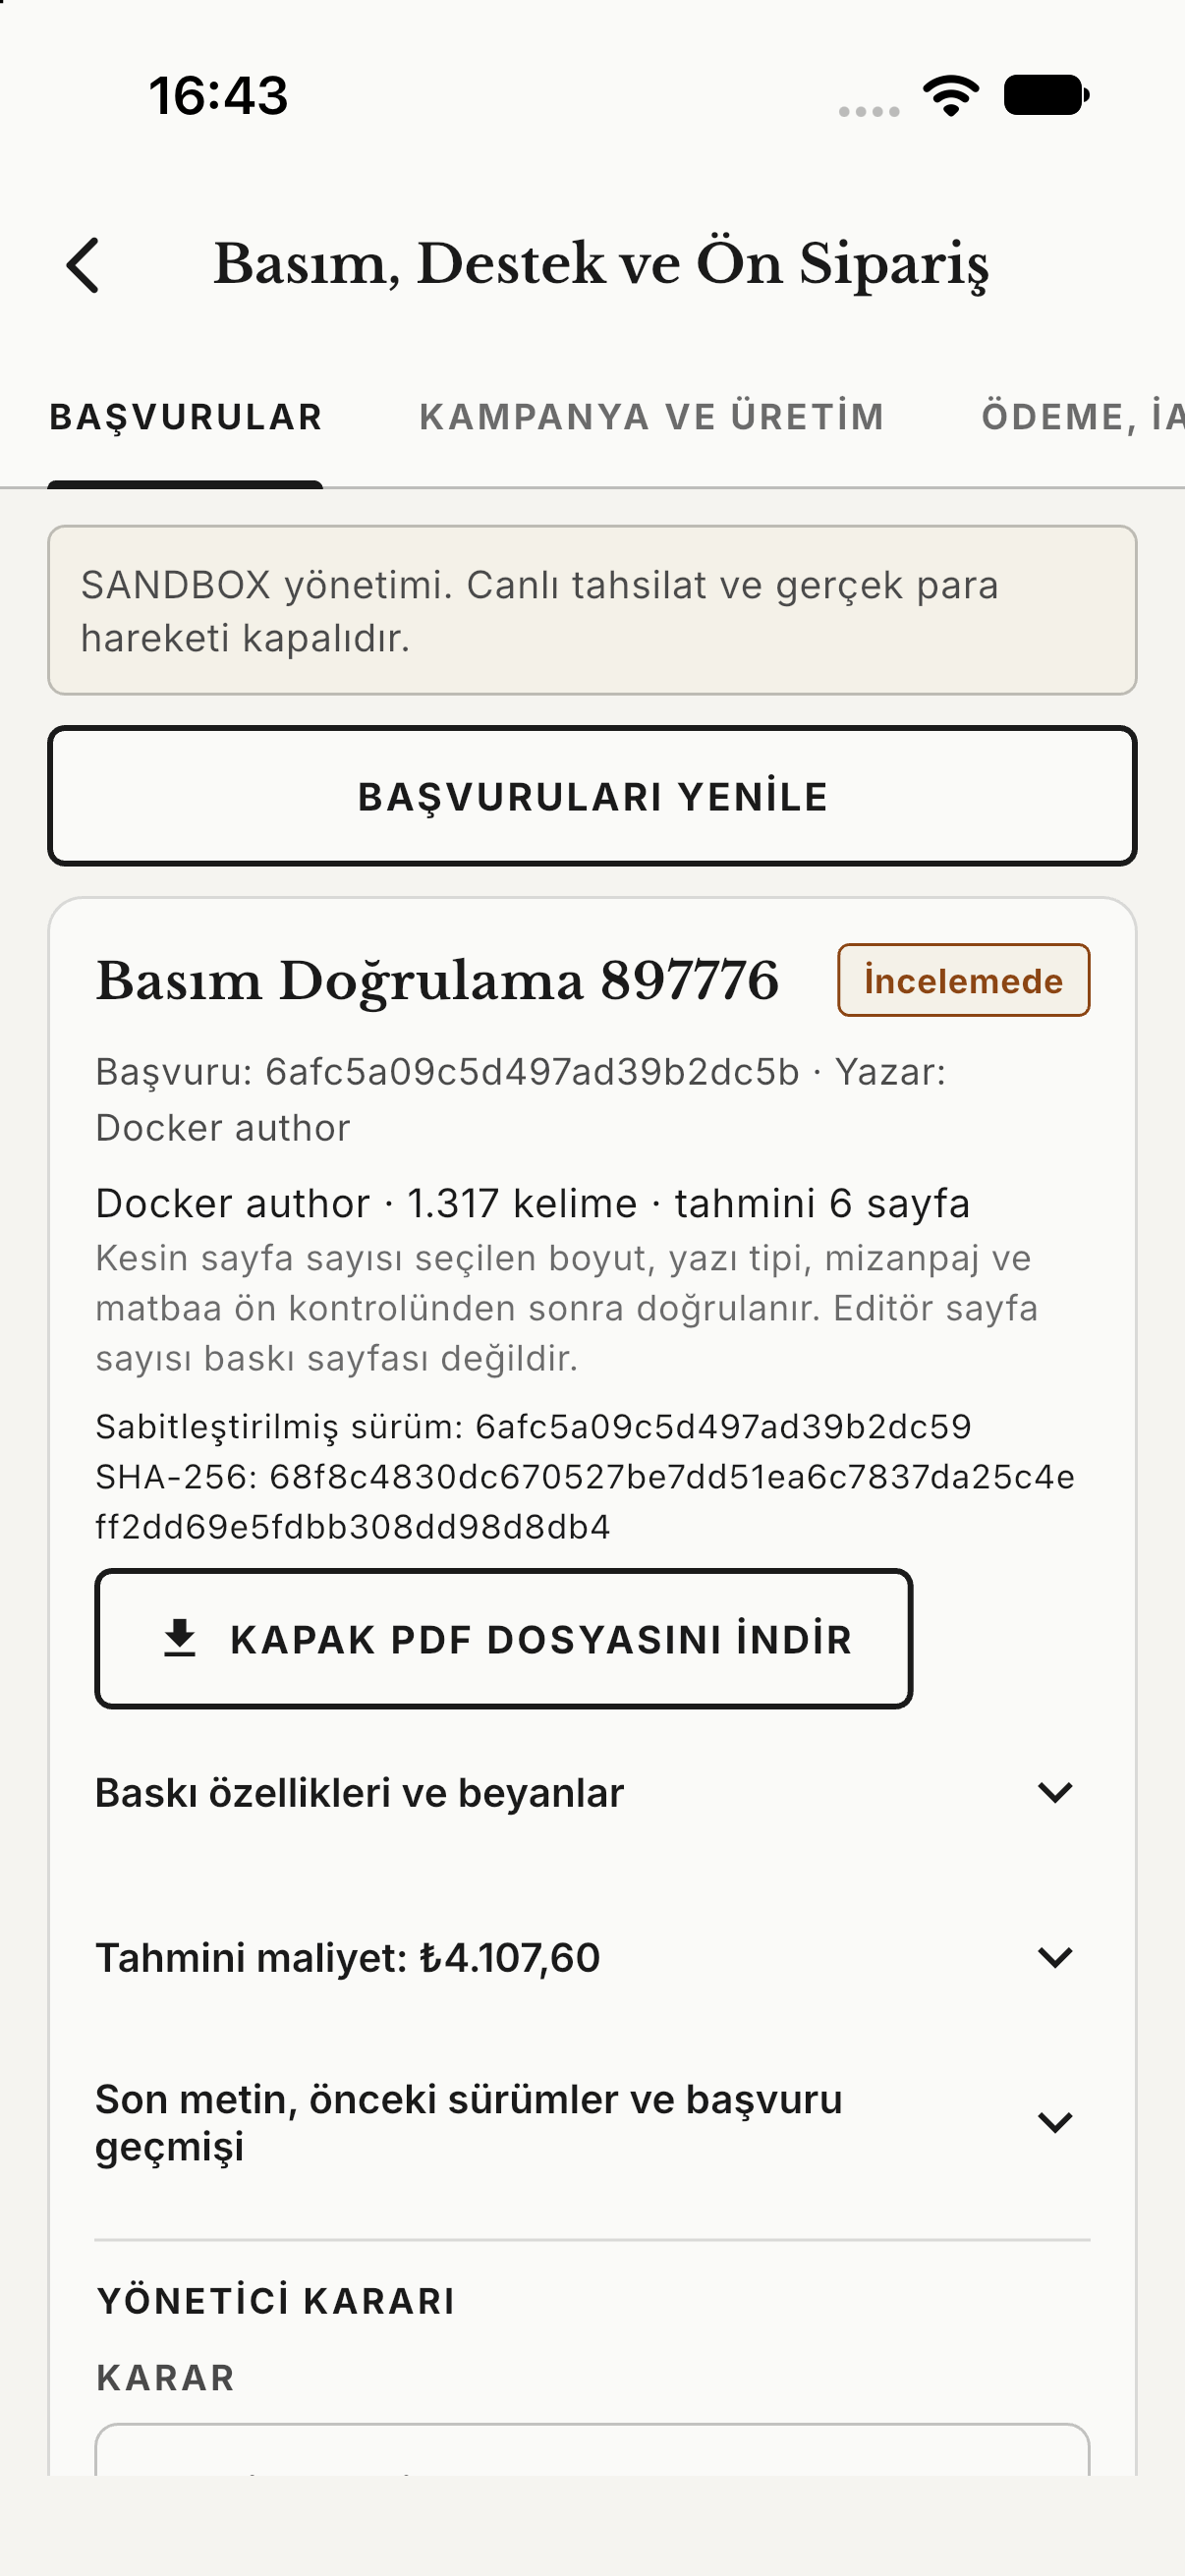 16:43
Basım, Destek ve Ön Sipariş
BAŞVURULAR
KAMPANYA VE ÜRETİM
ÖDEME, İA
SANDBOX yönetimi. Canlı tahsilat ve gerçek para
hareketi kapalıdır.
BAŞVURULARI YENİLE
Basım Doğrulama 897776
İncelemede
Başvuru: 6afc5a09c5d497ad39b2dc5b · Yazar:
Docker author
Docker author · 1.317 kelime · tahmini 6 sayfa
Kesin sayfa sayısı seçilen boyut, yazı tipi, mizanpaj ve
matbaa ön kontrolünden sonra doğrulanır. Editör sayfa
sayısı baskı sayfası değildir.
Sabitleştirilmiş sürüm: 6afc5a09c5d497ad39b2dc59
SHA-256: 68f8c4830dc670527be7dd51ea6c7837da25c4e
ff2dd69e5fdbb308dd98d8db4
KAPAK PDF DOSYASINI İNDİR
Baskı özellikleri ve beyanlar
Tahmini maliyet: ₺4.107,60
Son metin, önceki sürümler ve başvuru
geçmişi
YÖNETİCİ KARARI
KARAR